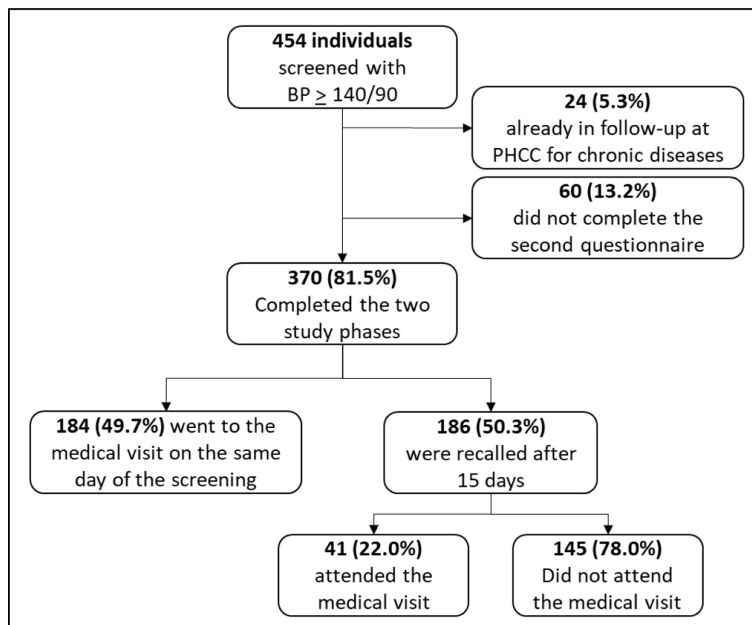 454 individuals
screened with
BP ≥ 140/90
24 (5.3%)
already in follow-up at
PHCC for chronic diseases
60 (13.2%)
did not complete the
second questionnaire
370 (81.5%)
Completed the two
study phases
184 (49.7%) went to the
medical visit on the same
day of the screening
186 (50.3%)
were recalled after
15 days
41 (22.0%)
attended the
medical visit
145 (78.0%)
Did not attend
the medical visit